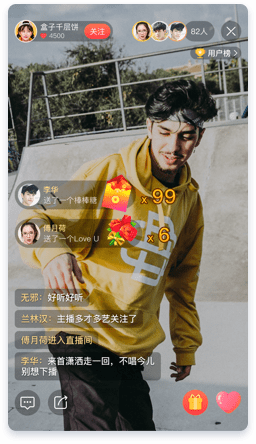 盒子千层饼
4500
关注
82人
用户榜
李华
送了一个棒棒糖
x 99
傅月荷
送了一个Love U
x 6
无邪：好听好听
兰林汉：主播多才多艺关注了
傅月荷进入直播间
李华：来首潇洒走一回，不唱今儿
别想下播